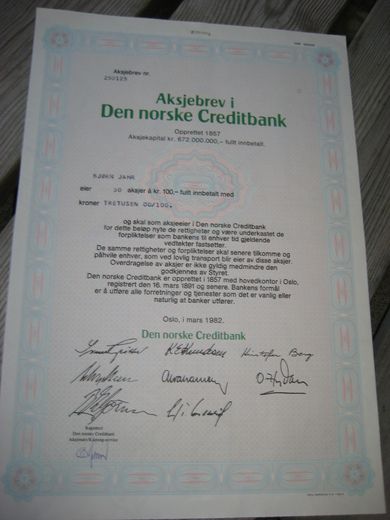 Aksjebrev nr.
250125
Aksjebrev i
Den norske Creditbank
Opprettet 1857
Aksjekapital kr. 672.000.000,- fullt innbetalt.
BJØRN JAHR
eier 30 aksjer à kr. 100,- fullt innbetalt med
kroner TRETUSEN 00/100.
og skal som aksjeeier i Den norske Creditbank
for dette beløp nyte de rettigheter og være underkastet de
forpliktelser som bankens til enhver tid gjeldende
vedtekter fastsetter.
De samme rettigheter og forpliktelser skal senere tilkomme og
påhvile enhver, som ved lovlig transport blir eier av disse aksjer.
Overdragelse av aksjer er ikke gyldig medmindre den
godkjennes av Styret.
Den norske Creditbank er opprettet i 1857 med hovedkontor i Oslo,
registrert den 16. mars 1891 og senere. Bankens formål
er å utføre alle forretninger og tjenester som det er vanlig eller
naturlig at banker utfører.
Oslo, i mars 1982.
Den norske Creditbank
Registrert
Den norske Creditbank